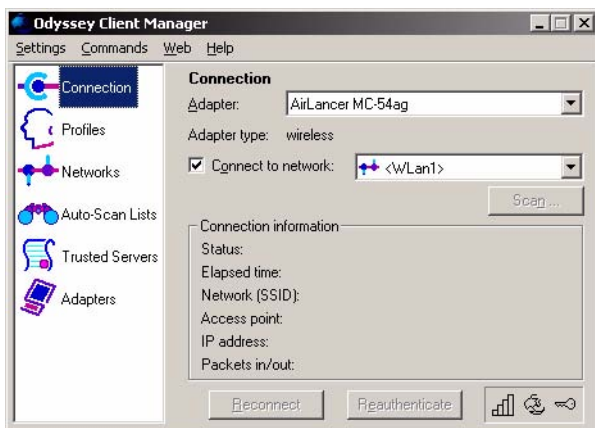 Odyssey Client Manager
Settings Commands Web Help
Connection
Profiles
Networks
Auto-Scan Lists
Trusted Servers
Adapters
Connection
Adapter: AirLancer MC-54ag
Adapter type: wireless
Connect to network: <WLan1>
Scan ...
Connection information
Status:
Elapsed time:
Network (SSID):
Access point:
IP address:
Packets in/out:
Reconnect Reauthenticate